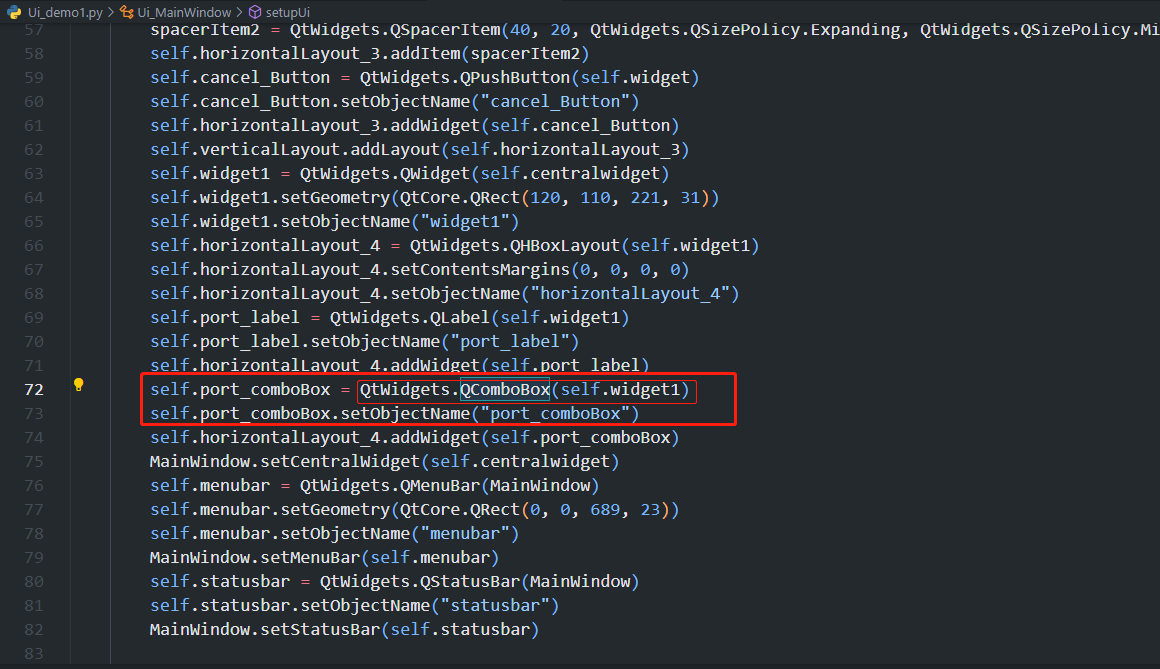 Ui_demo1.py > Ui_MainWindow > setupUi
57 spacerItem2 = QtWidgets.QSpacerItem(40, 20, QtWidgets.QSizePolicy.Expanding, QtWidgets.QSizePolicy.Mi
58 self.horizontalLayout_3.addItem(spacerItem2)
59 self.cancel_Button = QtWidgets.QPushButton(self.widget)
60 self.cancel_Button.setObjectName("cancel_Button")
61 self.horizontalLayout_3.addWidget(self.cancel_Button)
62 self.verticalLayout.addLayout(self.horizontalLayout_3)
63 self.widget1 = QtWidgets.QWidget(self.centralwidget)
64 self.widget1.setGeometry(QtCore.QRect(120, 110, 221, 31))
65 self.widget1.setObjectName("widget1")
66 self.horizontalLayout_4 = QtWidgets.QHBoxLayout(self.widget1)
67 self.horizontalLayout_4.setContentsMargins(0, 0, 0, 0)
68 self.horizontalLayout_4.setObjectName("horizontalLayout_4")
69 self.port_label = QtWidgets.QLabel(self.widget1)
70 self.port_label.setObjectName("port_label")
71 self.horizontalLayout_4.addWidget(self.port_label)
72 self.port_comboBox = QtWidgets.QComboBox(self.widget1)
73 self.port_comboBox.setObjectName("port_comboBox")
74 self.horizontalLayout_4.addWidget(self.port_comboBox)
75 MainWindow.setCentralWidget(self.centralwidget)
76 self.menubar = QtWidgets.QMenuBar(MainWindow)
77 self.menubar.setGeometry(QtCore.QRect(0, 0, 689, 23))
78 self.menubar.setObjectName("menubar")
79 MainWindow.setMenuBar(self.menubar)
80 self.statusbar = QtWidgets.QStatusBar(MainWindow)
81 self.statusbar.setObjectName("statusbar")
82 MainWindow.setStatusBar(self.statusbar)
83